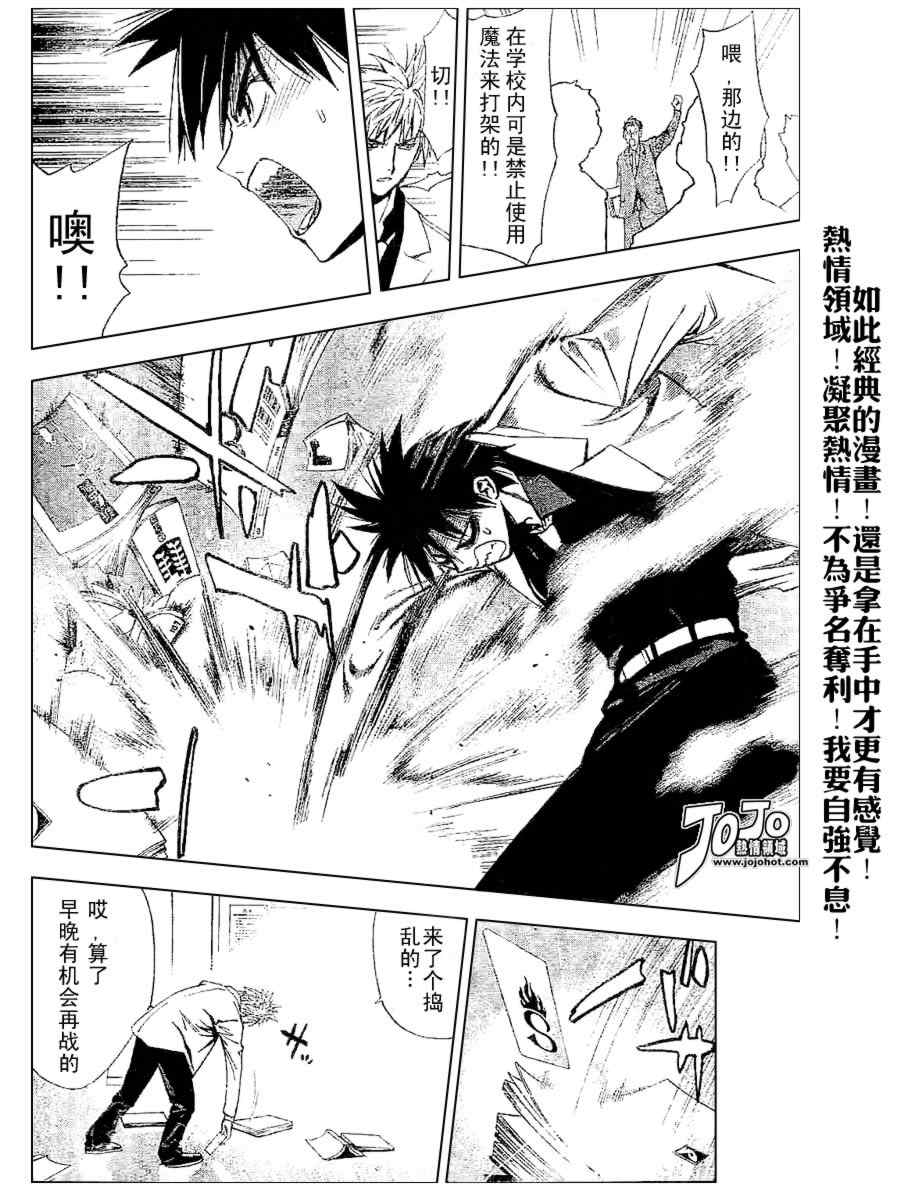 喂，那边的!!
在学校内可是禁止使用
魔法来打架的!!
切!!
噢!!
JOJO
熱情領域
www.jojohot.com
来了个捣
乱的…
哎，算了
早晚有机会再战的
如此經典的漫畫！還是拿在手中才更有感覺！
熱情領域！凝聚熱情！不為爭名奪利！我要自強不息！